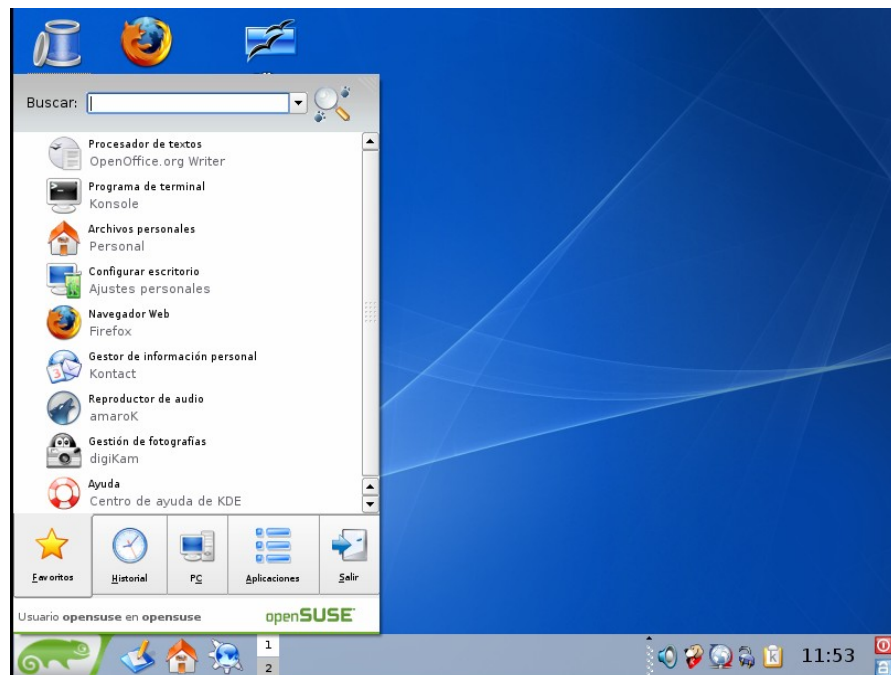 Buscar:
Procesador de textos
OpenOffice.org Writer
Programa de terminal
Konsole
Archivos personales
Personal
Configurar escritorio
Ajustes personales
Navegador Web
Firefox
Gestor de información personal
Kontact
Reproductor de audio
amaroK
Gestión de fotografías
digiKam
Ayuda
Centro de ayuda de KDE
Favoritos Historial PC Aplicaciones Salir
Usuario opensuse en opensuse openSUSE
1
2
11:53